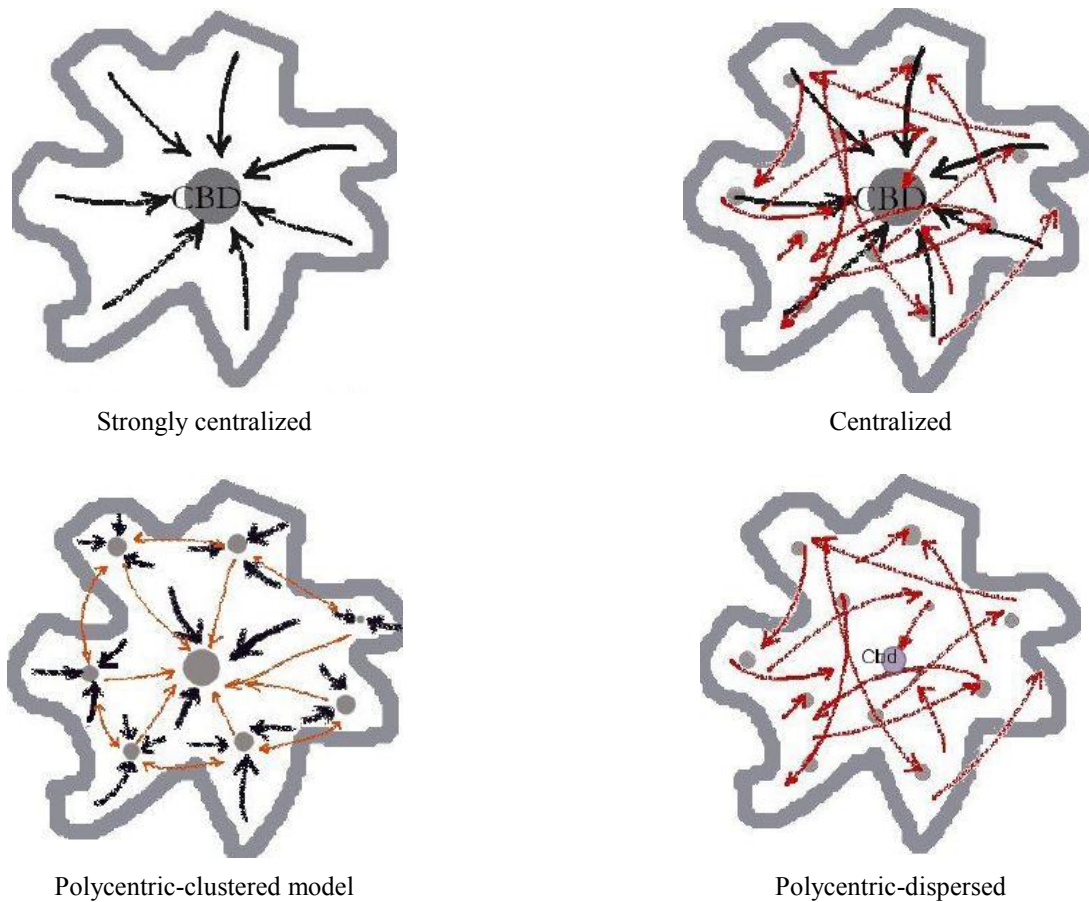 CBD
CBD
Strongly centralized
Centralized
Cbd
Polycentric-clustered model
Polycentric-dispersed